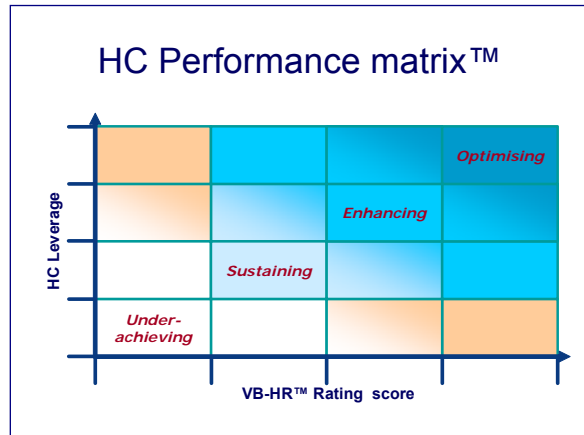 HC Performance matrix™
Optimising
Enhancing
Sustaining
Under-
achieving
HC Leverage
VB-HR™ Rating score